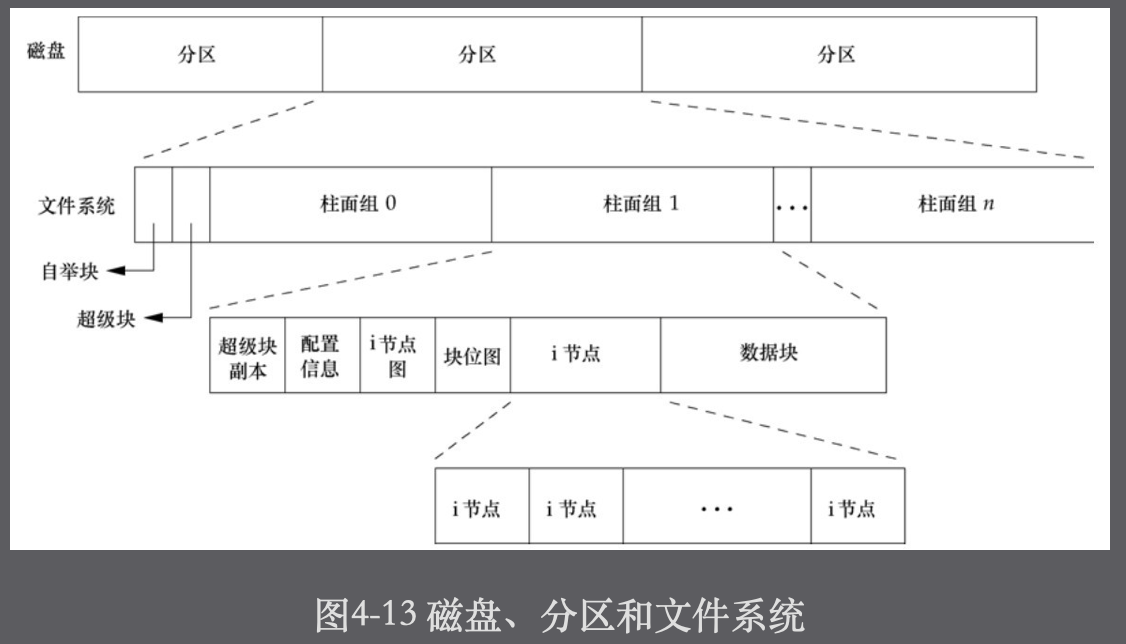 磁盘
分区
分区
分区
文件系统
柱面组 0
柱面组 1
···
柱面组 n
自举块
超级块
超级块
副本
配置
信息
i节点
图
块位图
i 节点
数据块
i 节点
i 节点
···
i 节点
图4-13 磁盘、分区和文件系统